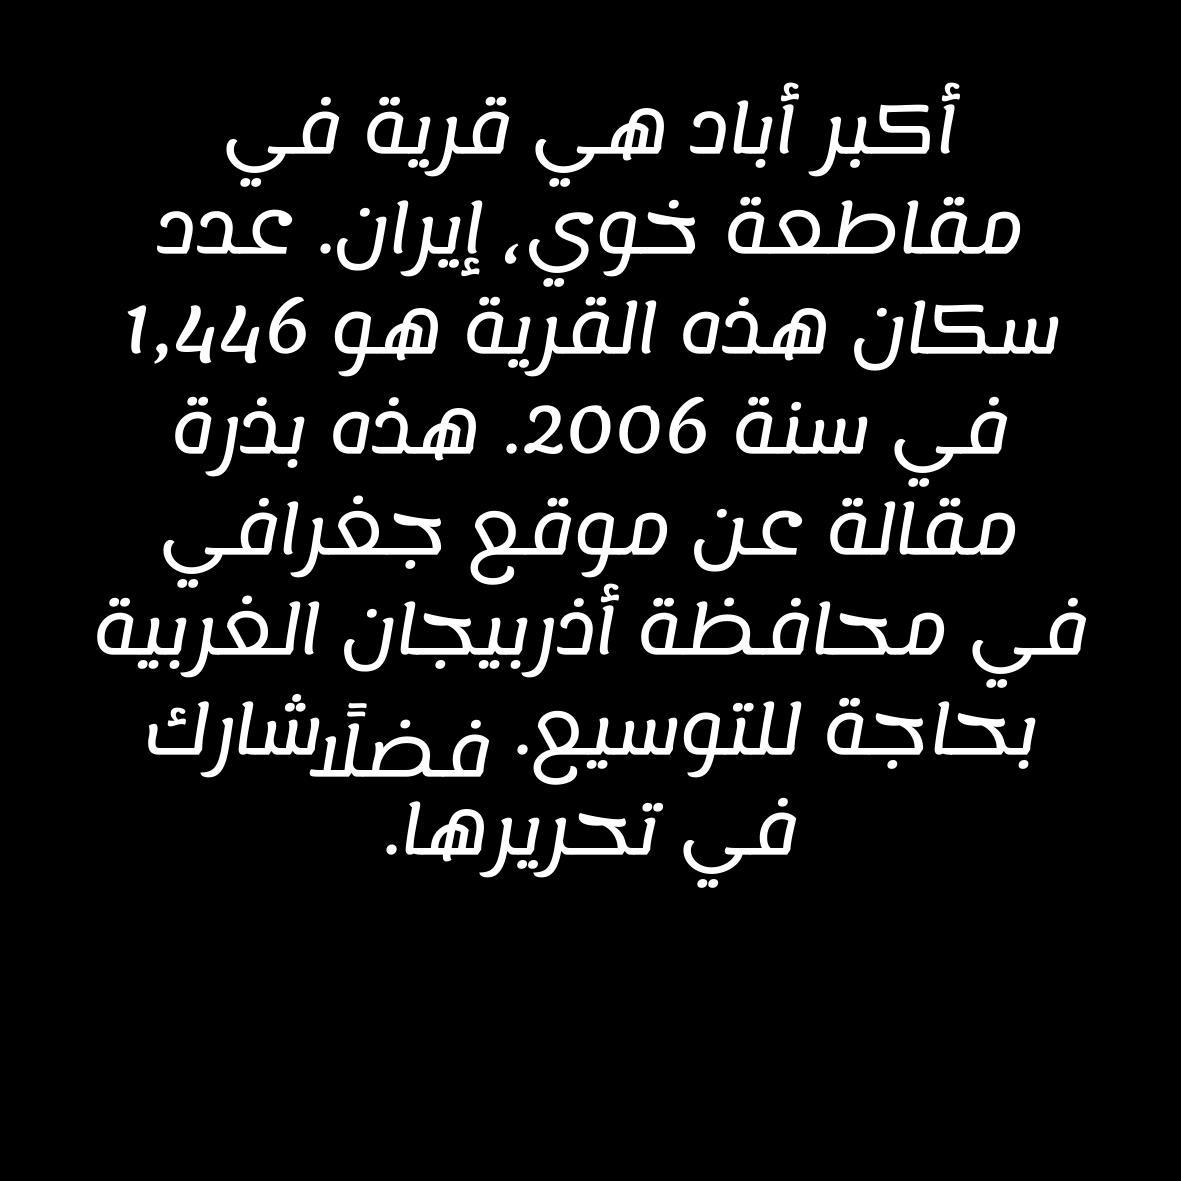 أكبر أباد هي قرية في
مقاطعة خوي، إيران. عدد
سكان هذه القرية هو 1,446
في سنة 2006. هذه بذرة
مقالة عن موقع جغرافي
في محافظة أذربيجان الغربية
بحاجة للتوسيع. فضلًا شارك
في تحريرها.